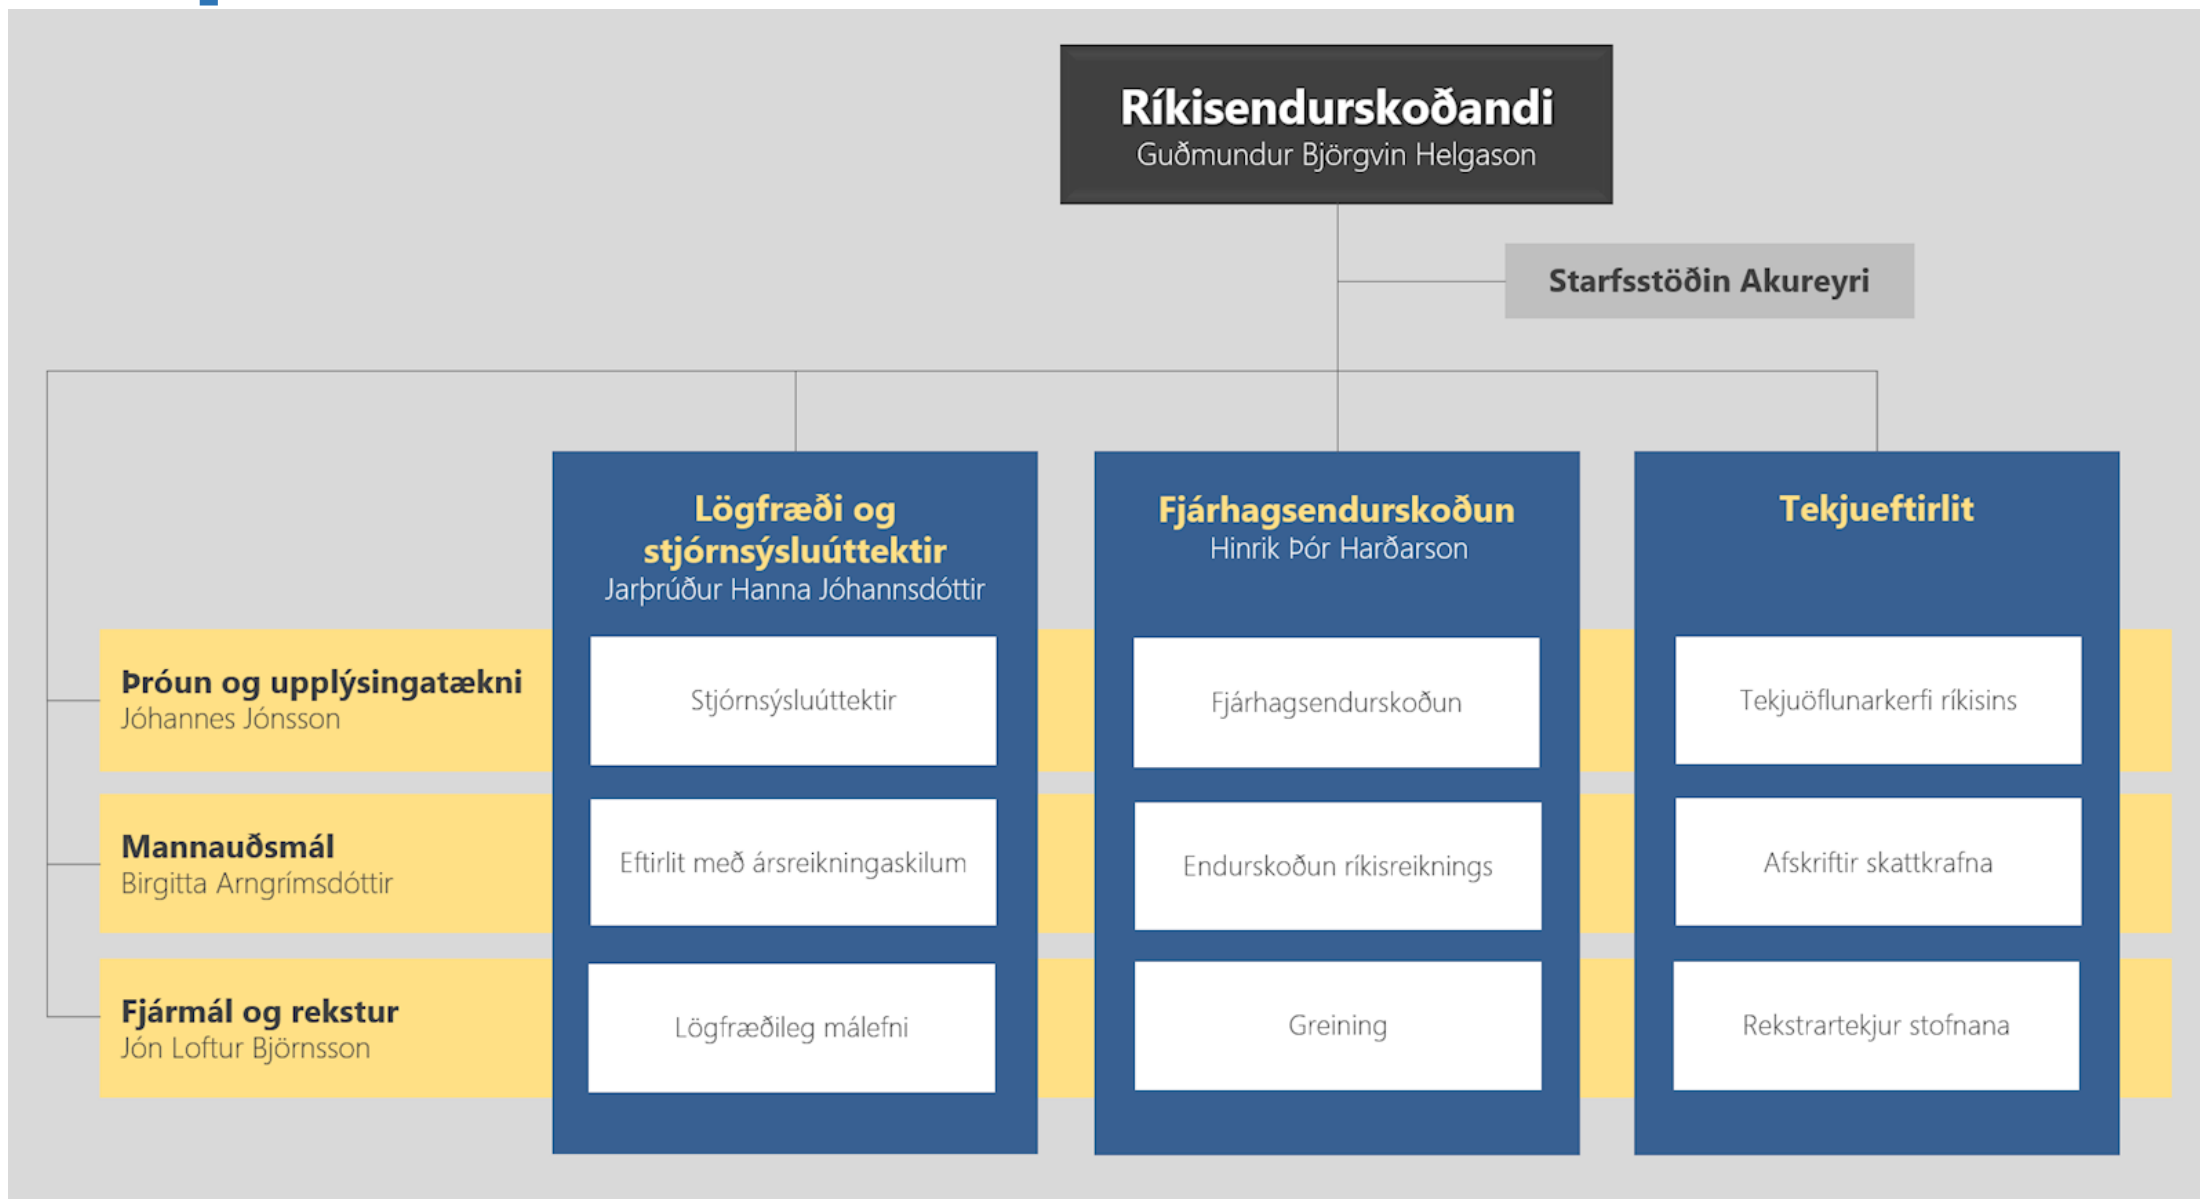 Ríkisendurskoðandi
Guðmundur Björgvin Helgason
Starfsstöðin Akureyri
Lögfræði og
stjórnsýsluúttektir
Jarþrúður Hanna Jóhannsdóttir
Fjárhagsendurskoðun
Hinrik Þór Harðarson
Tekjueftirlit
Þróun og upplýsingatækni
Jóhannes Jónsson
Stjórnsýsluúttektir
Fjárhagsendurskoðun
Tekjuöflunarkerfi ríkisins
Mannauðsmál
Birgitta Arngrímsdóttir
Eftirlit með ársreikningaskilum
Endurskoðun ríkisreiknings
Afskriftir skattkrafna
Fjármál og rekstur
Jón Loftur Björnsson
Lögfræðileg málefni
Greining
Rekstrartekjur stofnana